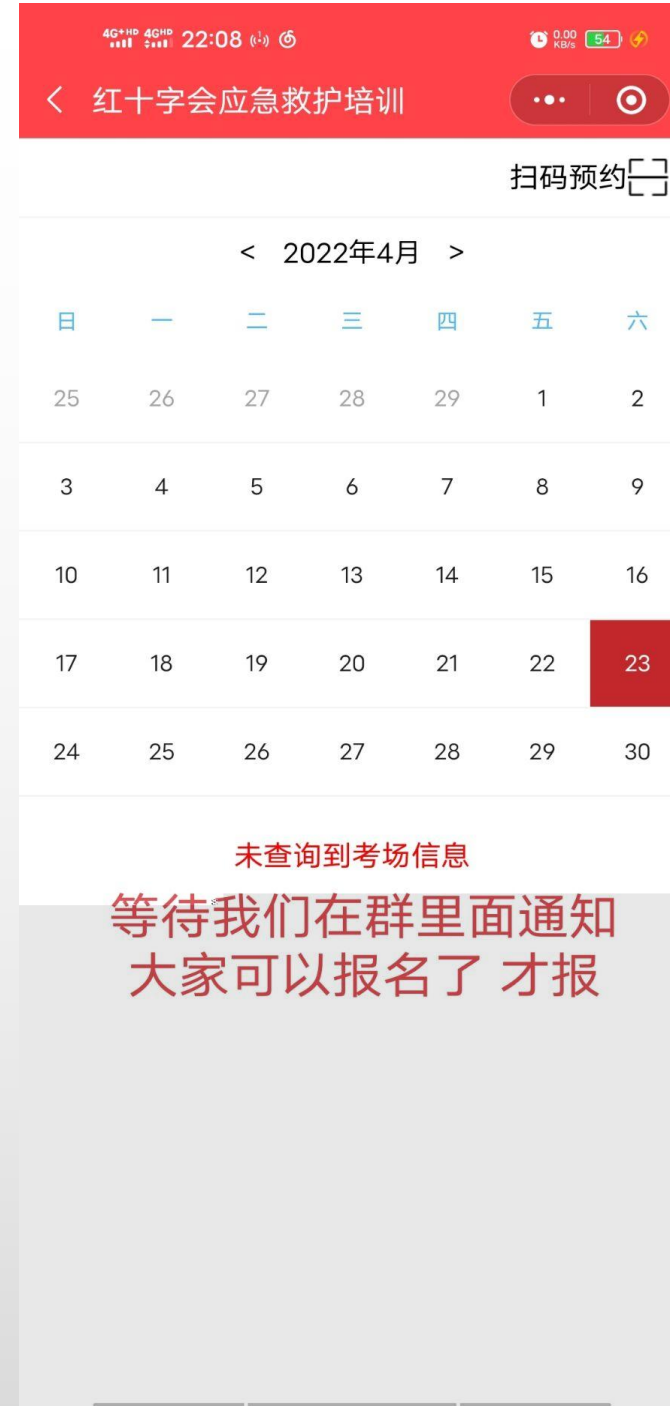 4G+HD 4GHD 22:08 0.00 KB/s 54
< 红十字会应急救护培训
扫码预约
< 2022年4月 >
日 一 二 三 四 五 六
25 26 27 28 29 1 2
3 4 5 6 7 8 9
10 11 12 13 14 15 16
17 18 19 20 21 22 23
24 25 26 27 28 29 30
未查询到考场信息
等待我们在群里面通知
大家可以报名了 才报